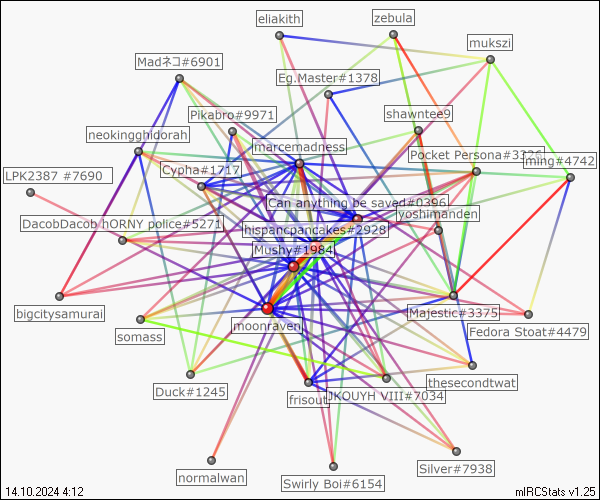 eliakith
zebula
mukszi
Madネコ#6901
Eg.Master#1378
Pikabro#9971
shawntee9
neokingghidorah
marcemadness
Pocket Persona#3326
ming#4742
LPK2387 #7690
Cypha#1717
Can anything be saved#0396
yoshimanden
DacobDacob hORNY police#5271
hispancpancakes#2928
Mushy#1984
bigcitysamurai
moonraven
Majestic#3375
somass
Fedora Stoat#4479
thesecondtwat
Duck#1245
frisout
JKOUYH VIII#7034
normalwan
Swirly Boi#6154
Silver#7938
14.10.2024 4:12
mIRCStats v1.25